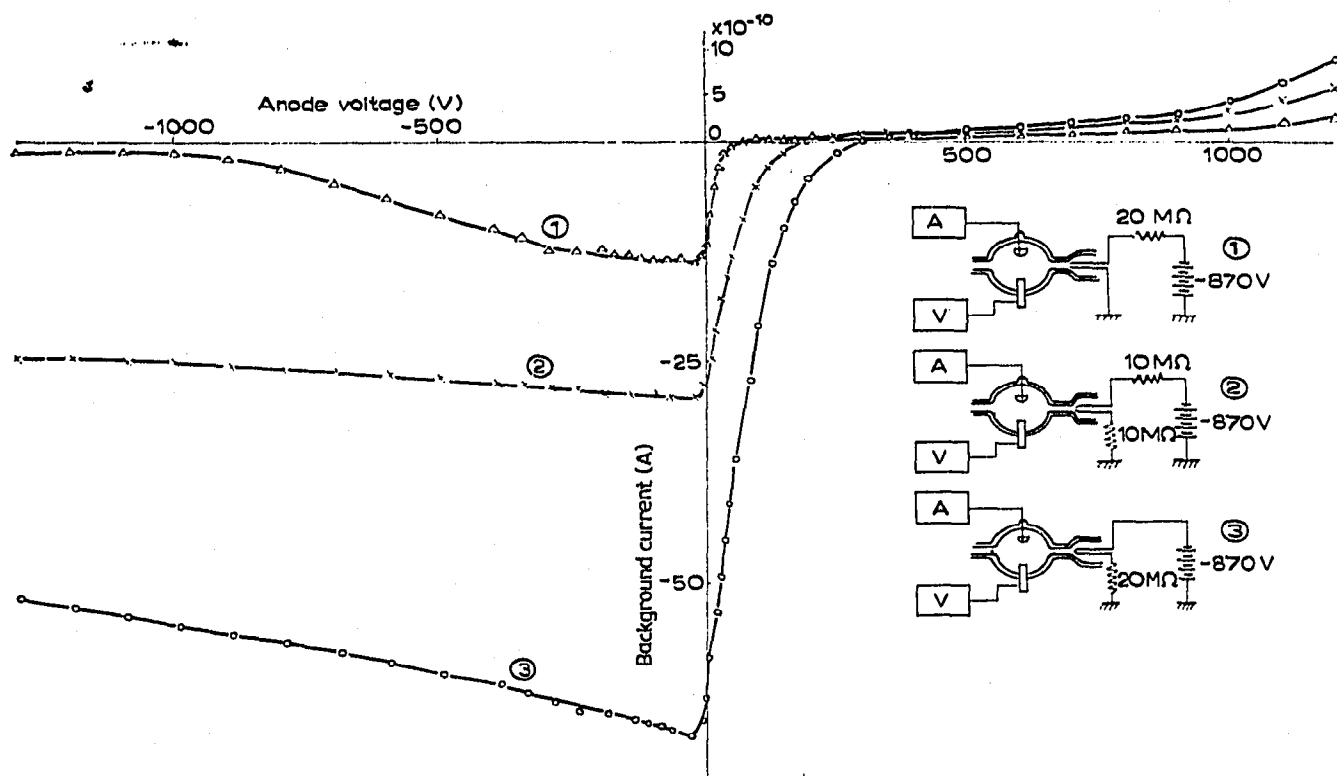 ×10⁻¹⁰
10
5
0
Anode voltage (V)
-1000
-500
500
1000
①
②
③
-25
-50
Background current (A)
A
V
20 MΩ
①
-870V
A
V
10MΩ
10MΩ
②
-870V
A
V
20MΩ
③
-870V